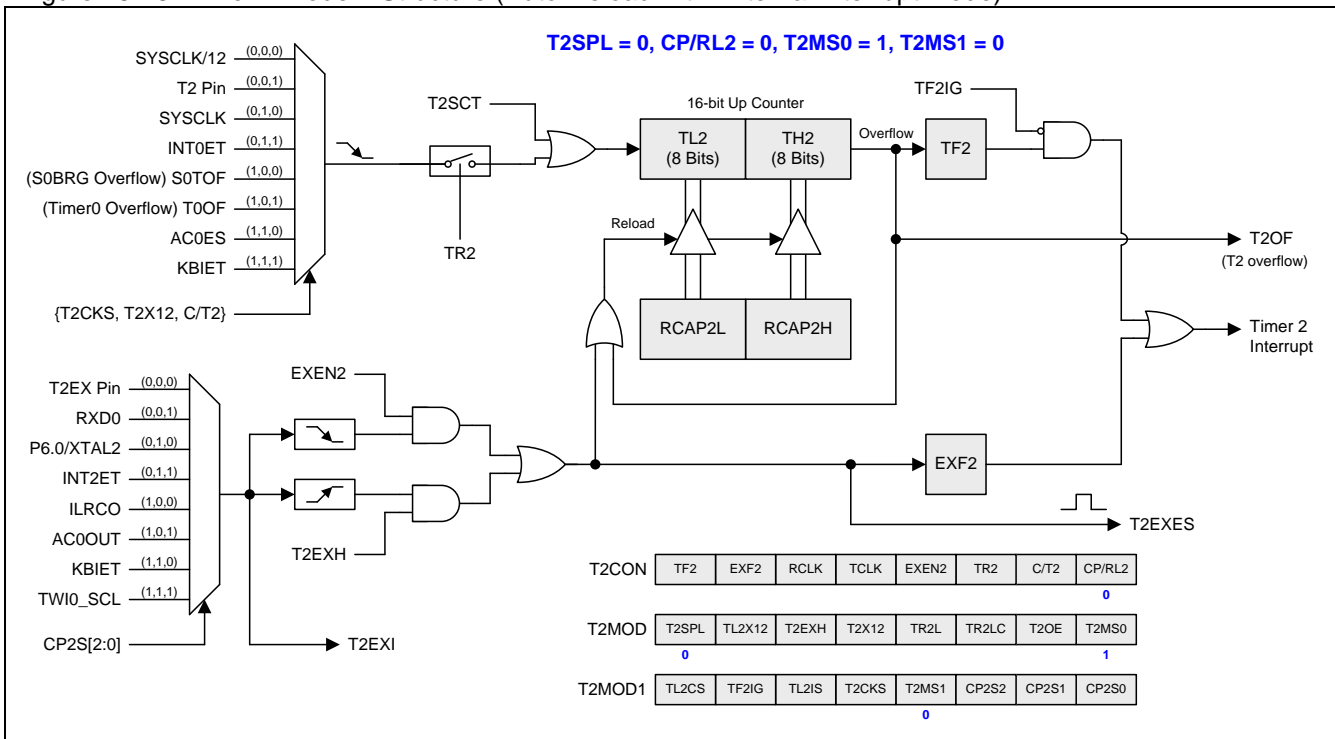 T2SPL = 0, CP/RL2 = 0, T2MS0 = 1, T2MS1 = 0
SYSCLK/12 (0,0,0)
T2 Pin (0,0,1)
SYSCLK (0,1,0)
INT0ET (0,1,1)
(S0BRG Overflow) S0TOF (1,0,0)
(Timer0 Overflow) T0OF (1,0,1)
AC0ES (1,1,0)
KBIET (1,1,1)
{T2CKS, T2X12, C/T2}
TR2
T2SCT
16-bit Up Counter
TL2 (8 Bits)
TH2 (8 Bits)
Overflow
TF2
TF2IG
Reload
RCAP2L
RCAP2H
T2OF
(T2 overflow)
Timer 2
Interrupt
T2EX Pin (0,0,0)
RXD0 (0,0,1)
P6.0/XTAL2 (0,1,0)
INT2ET (0,1,1)
ILRCO (1,0,0)
AC0OUT (1,0,1)
KBIET (1,1,0)
TWI0_SCL (1,1,1)
CP2S[2:0]
EXEN2
T2EXH
T2EXI
EXF2
T2EXES
T2CON TF2 EXF2 RCLK TCLK EXEN2 TR2 C/T2 CP/RL2
0
T2MOD T2SPL TL2X12 T2EXH T2X12 TR2L TR2LC T2OE T2MS0
0 1
T2MOD1 TL2CS TF2IG TL2IS T2CKS T2MS1 CP2S2 CP2S1 CP2S0
0